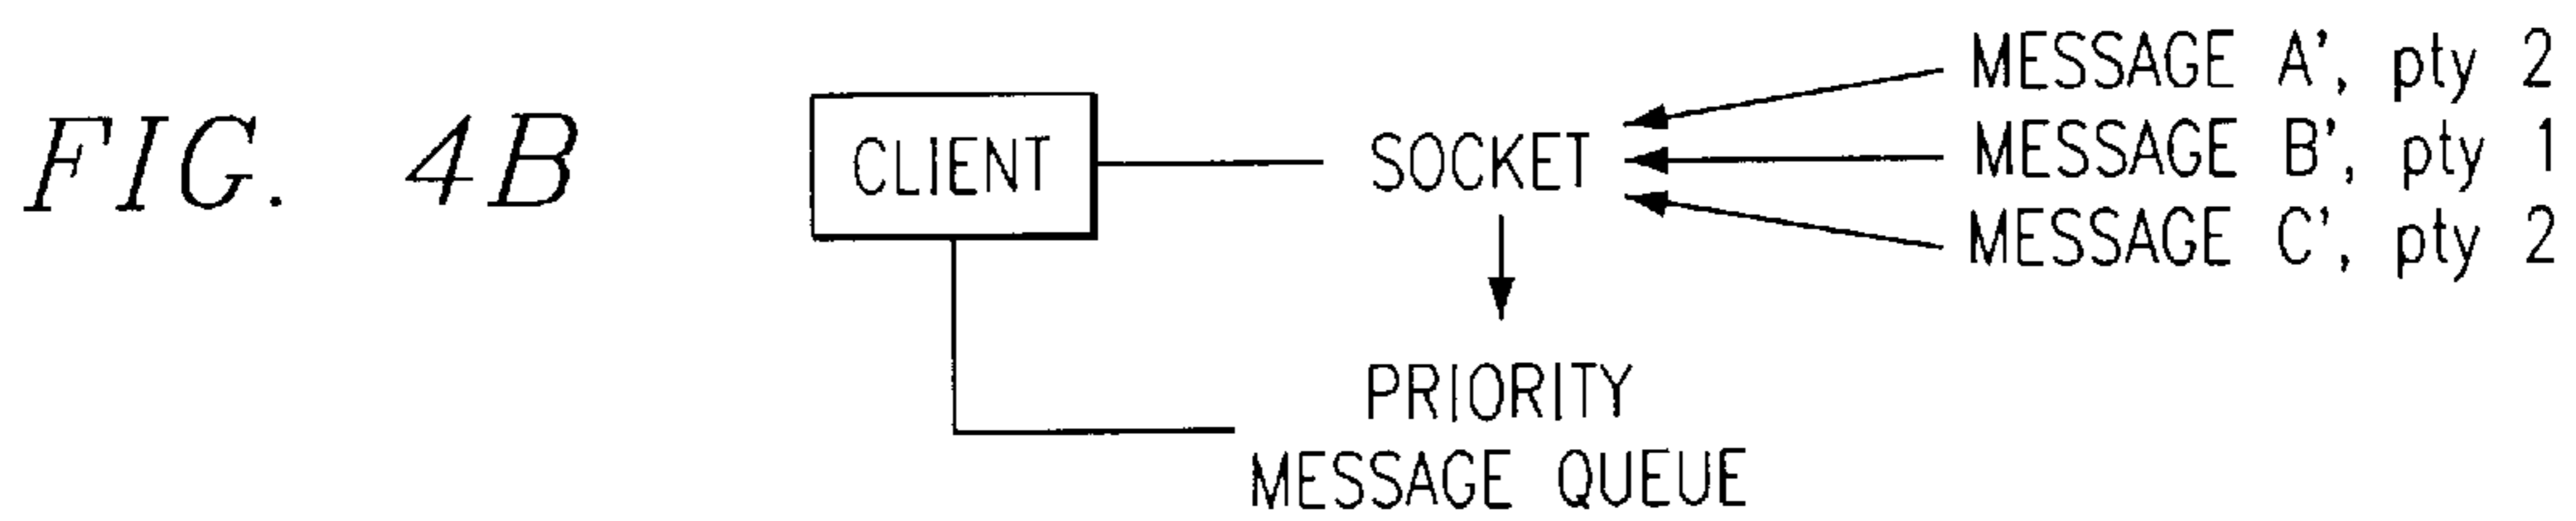 FIG. 4B
CLIENT
SOCKET
MESSAGE A', pty 2
MESSAGE B', pty 1
MESSAGE C', pty 2
PRIORITY
MESSAGE QUEUE